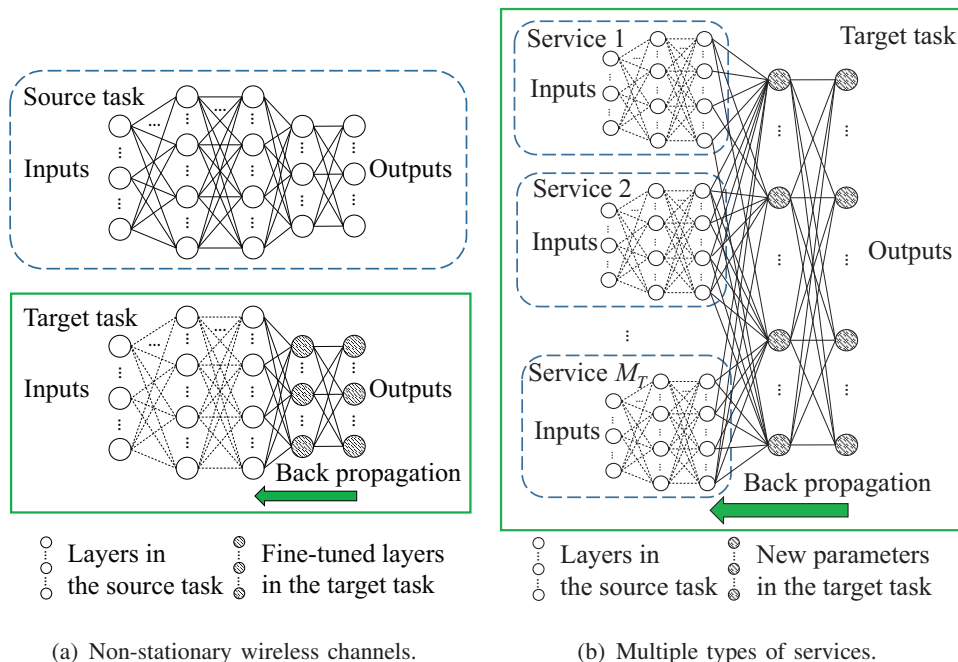 Source task
Inputs
Outputs
Target task
Inputs
Outputs
Back propagation
Layers in
the source task
Fine-tuned layers
in the target task
(a) Non-stationary wireless channels.
Service 1
Inputs
Target task
Service 2
Inputs
Outputs
Service M_T
Inputs
Back propagation
Layers in
the source task
New parameters
in the target task
(b) Multiple types of services.